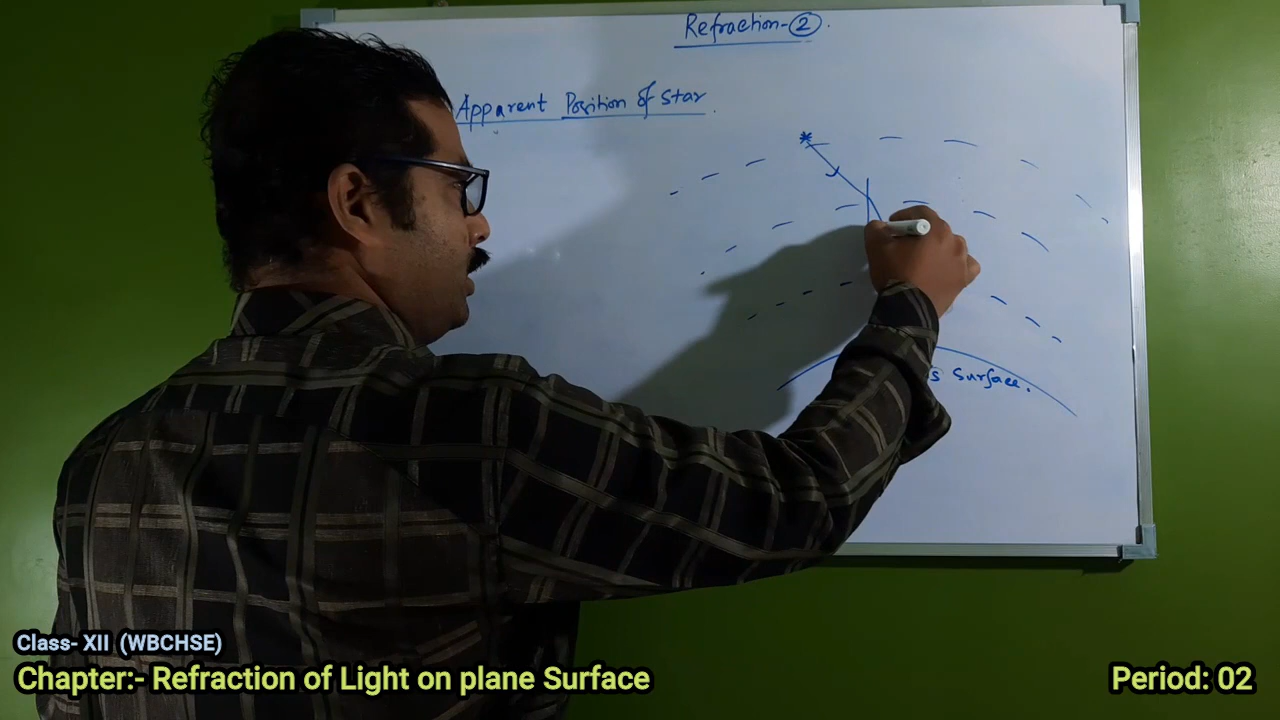 Refraction-②.
Apparent Position of star.
s Surface.
Class- XII (WBCHSE)
Chapter:- Refraction of Light on plane Surface
Period: 02